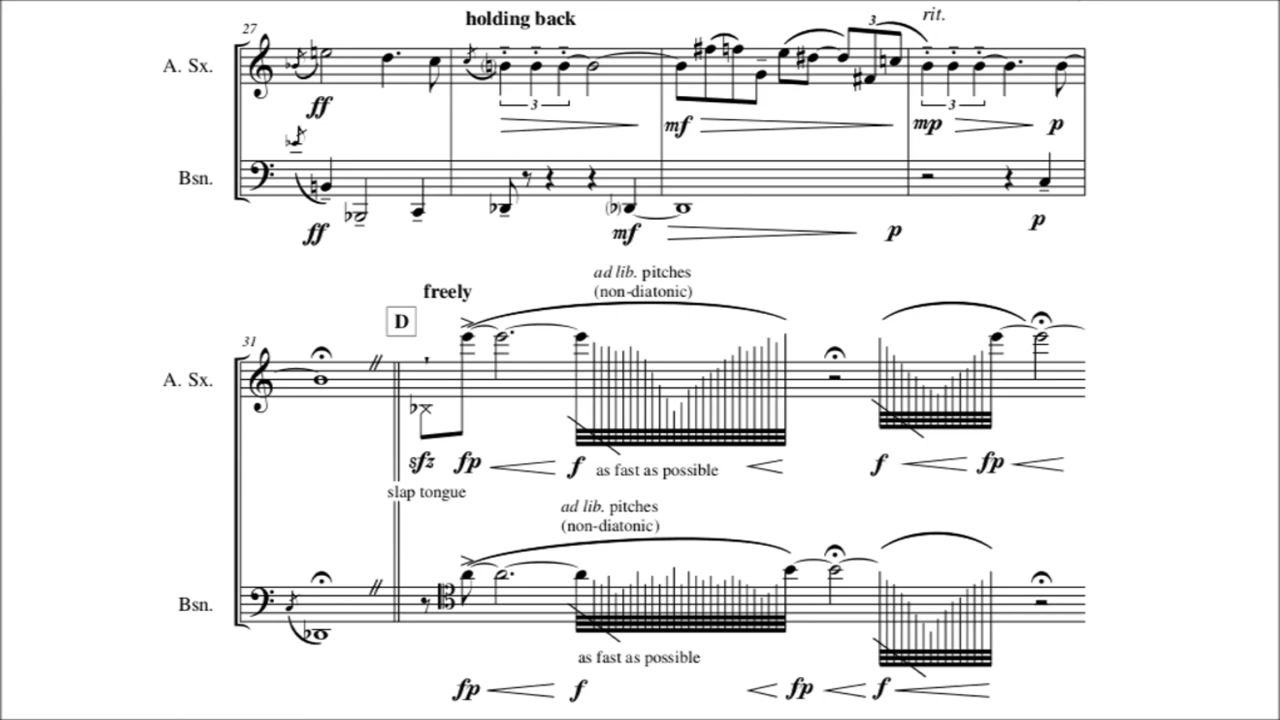 holding back
rit.
27
3
A. Sx.
3
3
ff
mf
mp
p
Bsn.
ff
mf
p
p
ad lib. pitches
freely
(non-diatonic)
D
31
A. Sx.
sfz fp f as fast as possible f fp
slap tongue
ad lib. pitches
(non-diatonic)
Bsn.
as fast as possible
fp f fp f